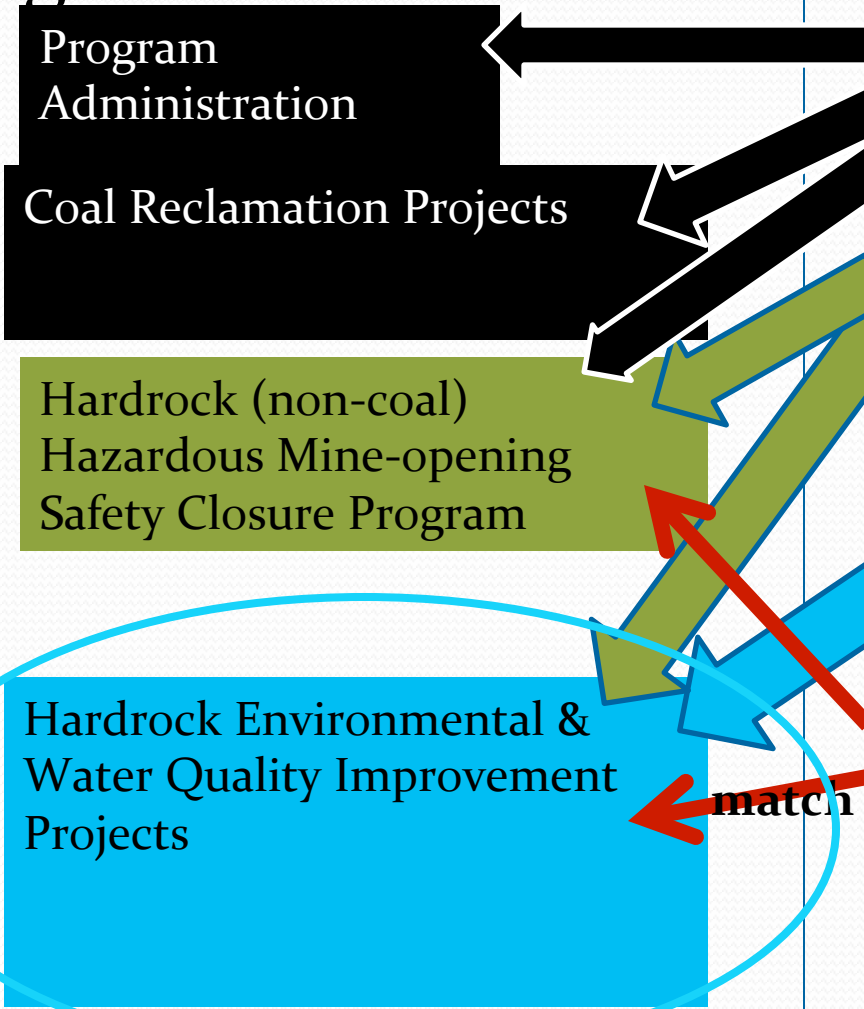 Program
Administration
Coal Reclamation Projects
Hardrock (non-coal)
Hazardous Mine-opening
Safety Closure Program
Hardrock Environmental &
Water Quality Improvement
Projects
match